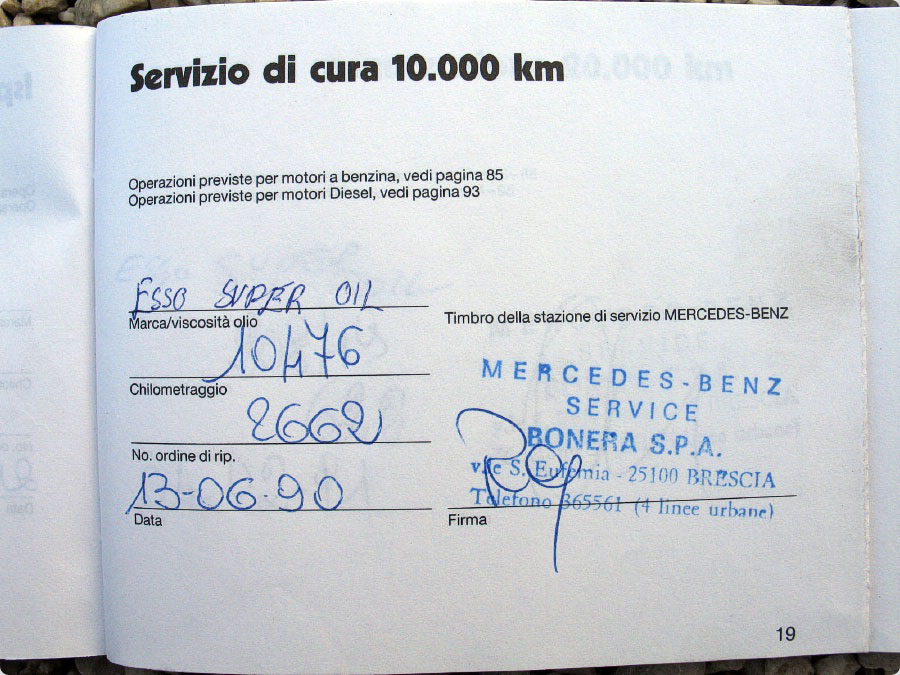 Servizio di cura 10.000 km
Operazioni previste per motori a benzina, vedi pagina 85
Operazioni previste per motori Diesel, vedi pagina 93
ESSO SUPER OIL
Marca/viscosità olio
10476
Chilometraggio
2662
No. ordine di rip.
13-06-90
Data
Timbro della stazione di servizio MERCEDES-BENZ
MERCEDES-BENZ
SERVICE
BONERA S.P.A.
v.le S. Eufemia - 25100 BRESCIA
Telefono 365561 (4 linee urbane)
Firma
19